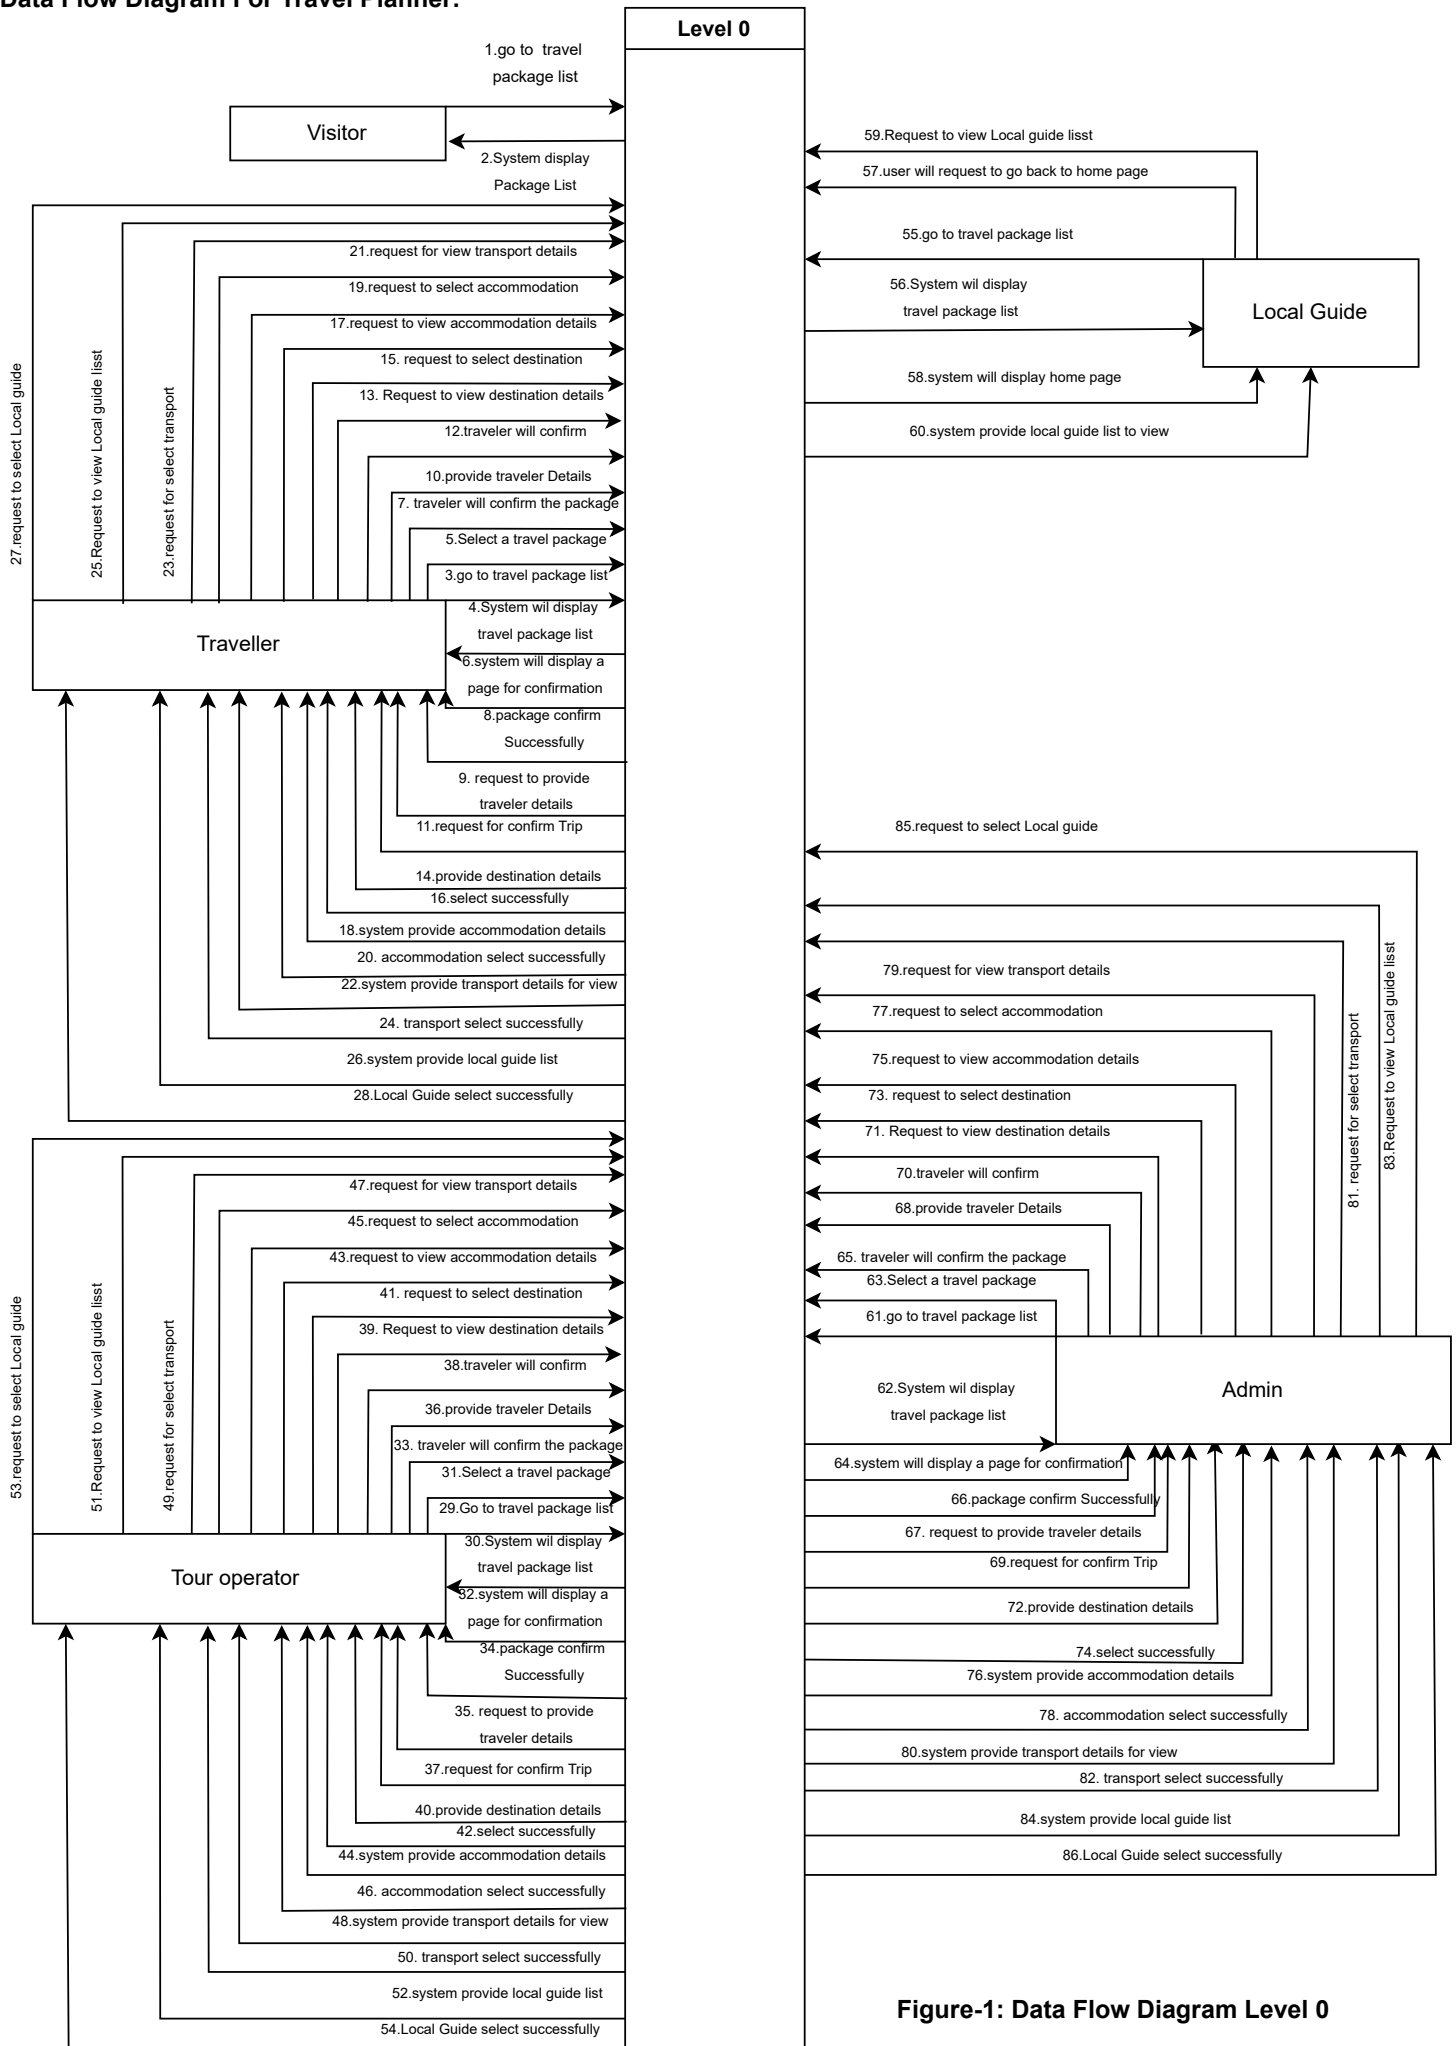 Data Flow Diagram For Travel Planner:
Level 0
1.go to travel
package list
Visitor
2.System display
Package List
21.request for view transport details
19.request to select accommodation
17.request to view accommodation details
15. request to select destination
13. Request to view destination details
12.traveler will confirm
10.provide traveler Details
7. traveler will confirm the package
5.Select a travel package
3.go to travel package list
27.request to select Local guide
25.Request to view Local guide lisst
23.request for select transport
Traveller
4.System wil display
travel package list
6.system will display a
page for confirmation
8.package confirm
Successfully
9. request to provide
traveler details
11.request for confirm Trip
14.provide destination details
16.select successfully
18.system provide accommodation details
20. accommodation select successfully
22.system provide transport details for view
24. transport select successfully
26.system provide local guide list
28.Local Guide select successfully
47.request for view transport details
45.request to select accommodation
43.request to view accommodation details
41. request to select destination
39. Request to view destination details
38.traveler will confirm
36.provide traveler Details
33. traveler will confirm the package
31.Select a travel package
29.Go to travel package list
53.request to select Local guide
51.Request to view Local guide lisst
49.request for select transport
Tour operator
30.System wil display
travel package list
32.system will display a
page for confirmation
34.package confirm
Successfully
35. request to provide
traveler details
37.request for confirm Trip
40.provide destination details
42.select successfully
44.system provide accommodation details
46. accommodation select successfully
48.system provide transport details for view
50. transport select successfully
52.system provide local guide list
54.Local Guide select successfully
59.Request to view Local guide lisst
57.user will request to go back to home page
55.go to travel package list
56.System wil display
travel package list
Local Guide
58.system will display home page
60.system provide local guide list to view
85.request to select Local guide
79.request for view transport details
77.request to select accommodation
75.request to view accommodation details
73. request to select destination
71. Request to view destination details
70.traveler will confirm
68.provide traveler Details
65. traveler will confirm the package
63.Select a travel package
61.go to travel package list
81. request for select transport
83.Request to view Local guide lisst
Admin
62.System wil display
travel package list
64.system will display a page for confirmation
66.package confirm Successfully
67. request to provide traveler details
69.request for confirm Trip
72.provide destination details
74.select successfully
76.system provide accommodation details
78. accommodation select successfully
80.system provide transport details for view
82. transport select successfully
84.system provide local guide list
86.Local Guide select successfully
Figure-1: Data Flow Diagram Level 0